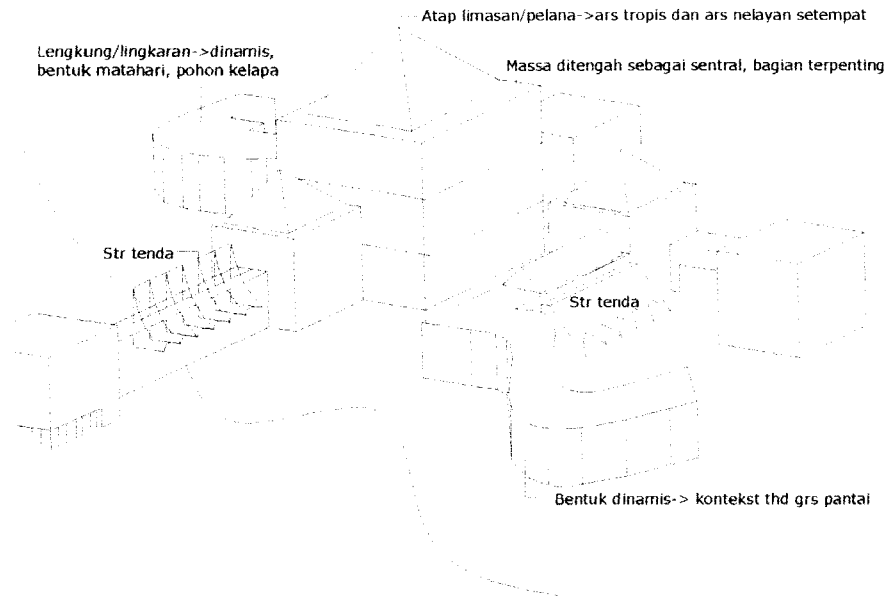 Atap limasan/pelana->ars tropis dan ars nelayan setempat
Lengkung/lingkaran->dinamis,
bentuk matahari, pohon kelapa
Massa ditengah sebagai sentral, bagian terpenting
Str tenda
Str tenda
Bentuk dinamis-> kontekst thd grs pantai